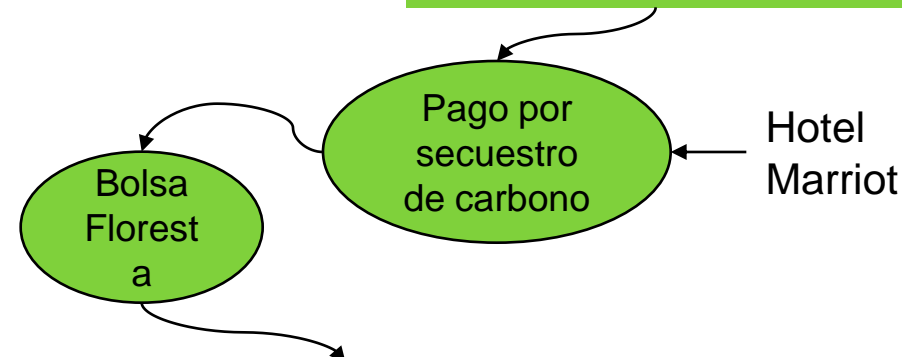 Pago por
secuestro
de carbono
Hotel
Marriot
Bolsa
Florest
a